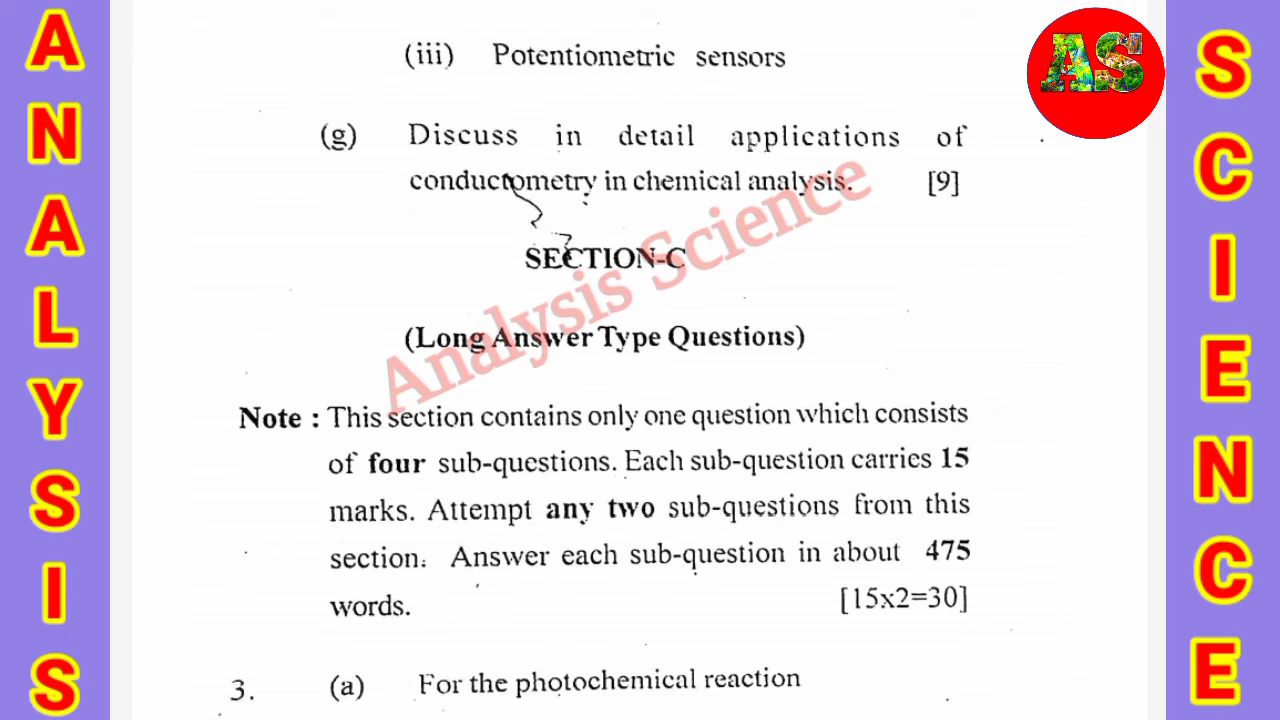 ANALYSIS
(iii) Potentiometric sensors
AS
(g) Discuss in detail applications of
conductometry in chemical analysis. [9]
SECTION-C
Analysis Science
(Long Answer Type Questions)
Note : This section contains only one question which consists
of four sub-questions. Each sub-question carries 15
marks. Attempt any two sub-questions from this
section. Answer each sub-question in about 475
words. [15x2=30]
3. (a) For the photochemical reaction
SCIENCE